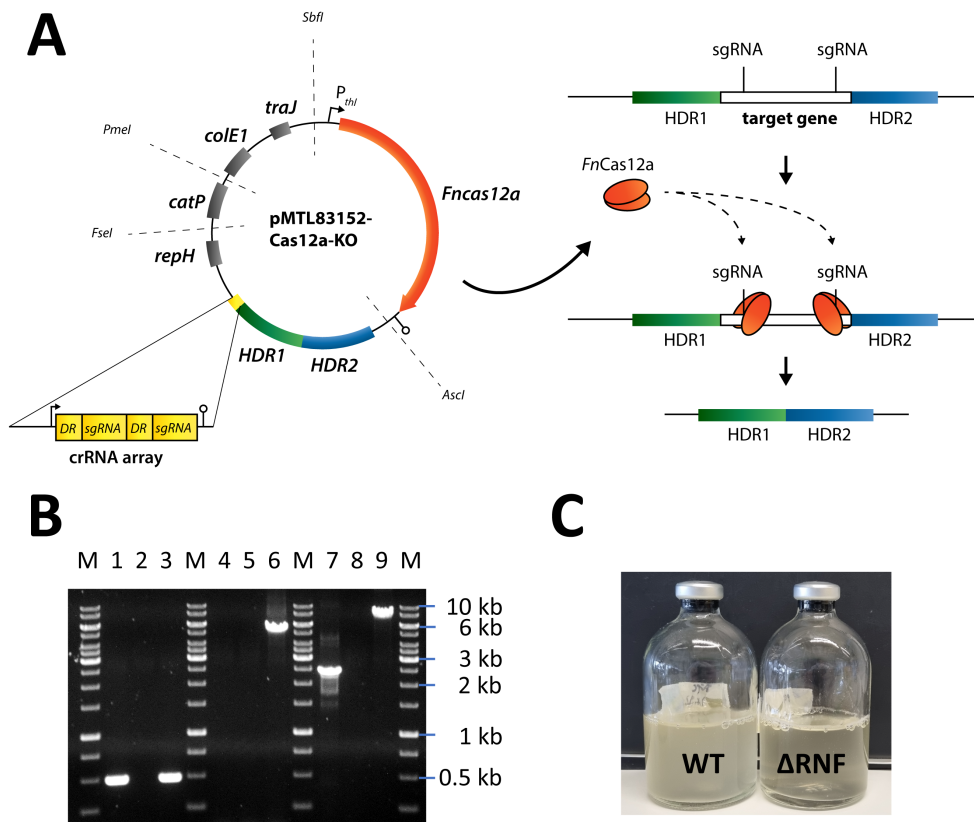 A
SbfI
P thl
traJ
PmeI
colE1
catP
FseI
repH
pMTL83152-
Cas12a-KO
Fncas12a
HDR1
HDR2
AscI
DR sgRNA DR sgRNA
crRNA array
sgRNA sgRNA
HDR1 target gene HDR2
FnCas12a
sgRNA sgRNA
HDR1 HDR2
HDR1 HDR2
B
M 1 2 3 M 4 5 6 M 7 8 9 M
10 kb
6 kb
3 kb
2 kb
1 kb
0.5 kb
C
WT ΔRNF